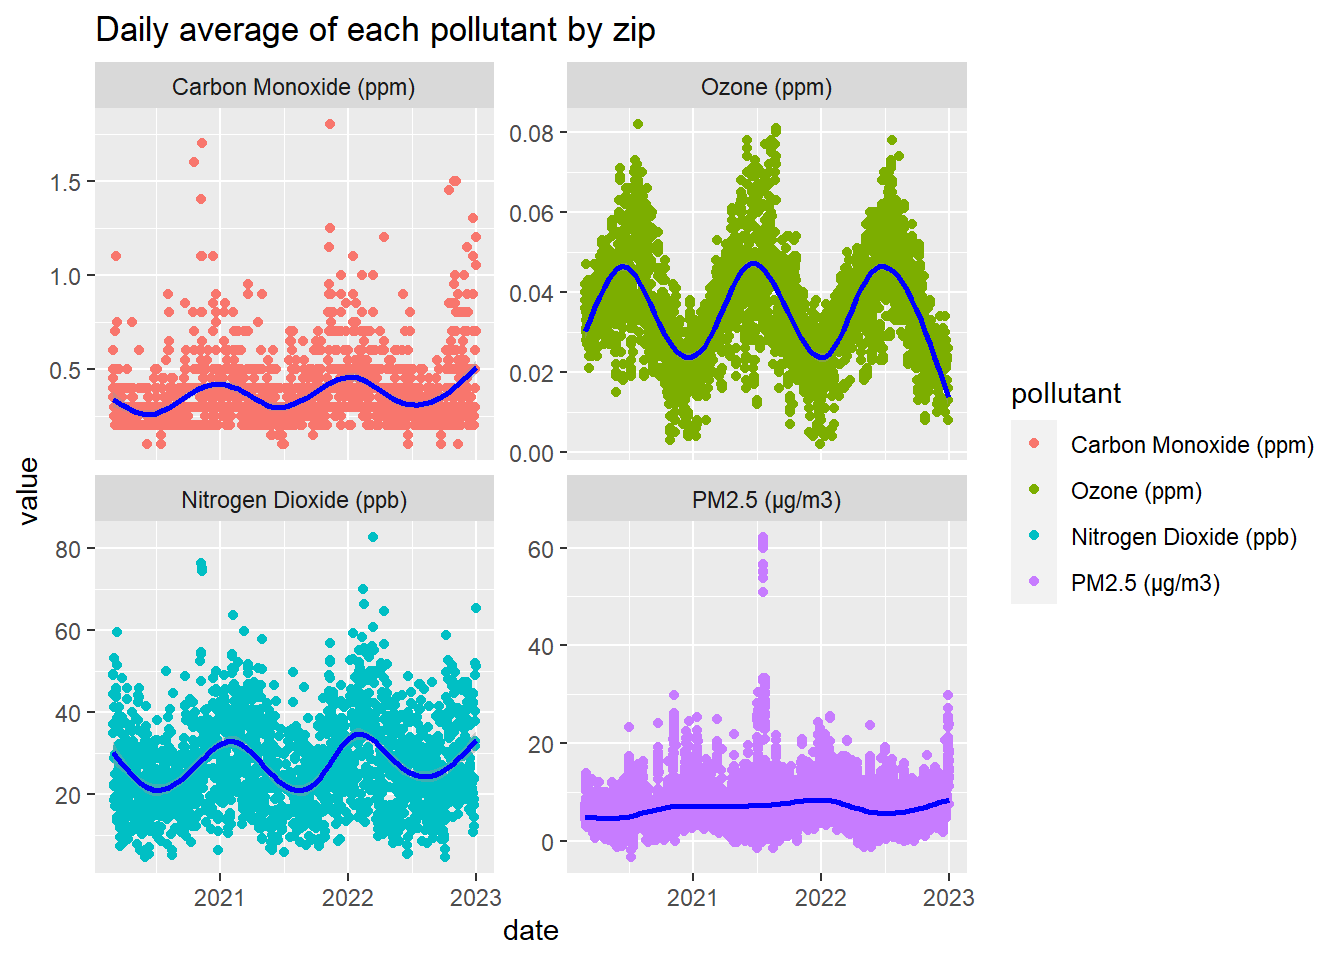 Daily average of each pollutant by zip
Carbon Monoxide (ppm)
Ozone (ppm)
1.5
1.0
0.5
0.08
0.06
0.04
0.02
0.00
value
Nitrogen Dioxide (ppb)
PM2.5 (µg/m3)
80
60
40
20
60
40
20
0
2021
2022
2023
2021
2022
2023
date
pollutant
Carbon Monoxide (ppm)
Ozone (ppm)
Nitrogen Dioxide (ppb)
PM2.5 (µg/m3)